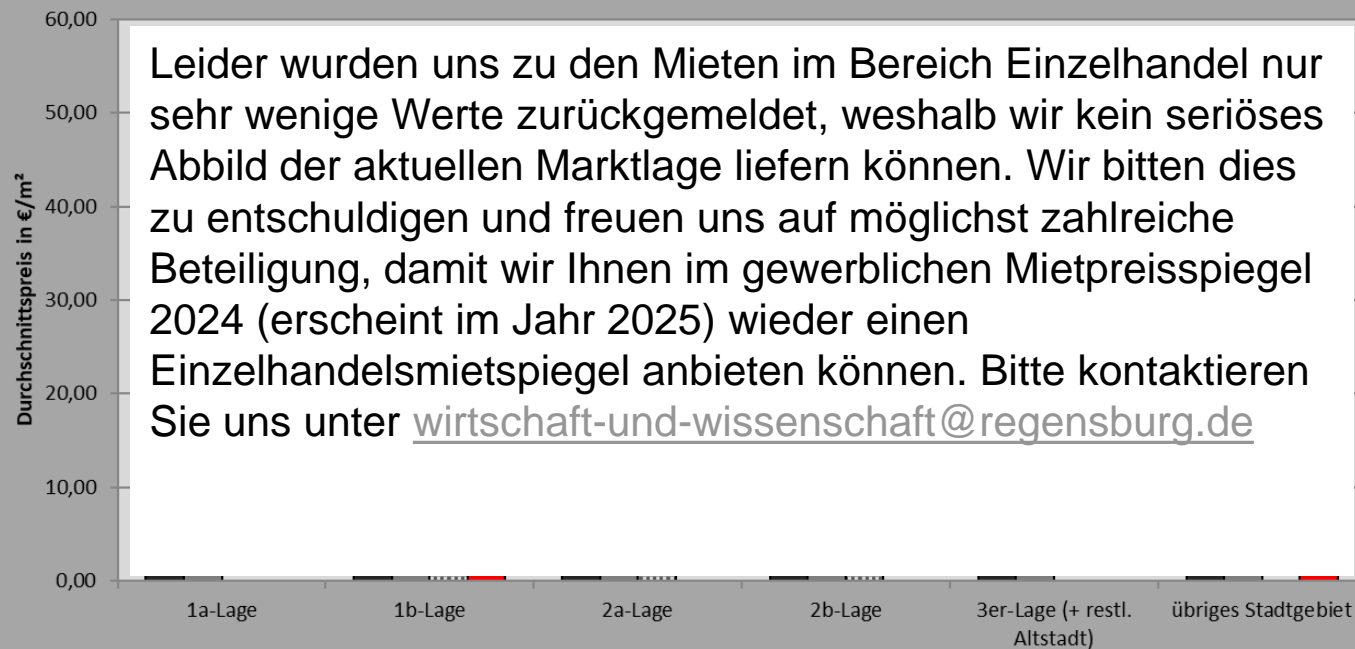 60,00
50,00
40,00
30,00
20,00
10,00
0,00
Durchschnittspreis in €/m²
Leider wurden uns zu den Mieten im Bereich Einzelhandel nur
sehr wenige Werte zurückgemeldet, weshalb wir kein seriöses
Abbild der aktuellen Marktlage liefern können. Wir bitten dies
zu entschuldigen und freuen uns auf möglichst zahlreiche
Beteiligung, damit wir Ihnen im gewerblichen Mietpreisspiegel
2024 (erscheint im Jahr 2025) wieder einen
Einzelhandelsmietspiegel anbieten können. Bitte kontaktieren
Sie uns unter wirtschaft-und-wissenschaft@regensburg.de
1a-Lage
1b-Lage
2a-Lage
2b-Lage
3er-Lage (+ restl.
Altstadt)
übriges Stadtgebiet